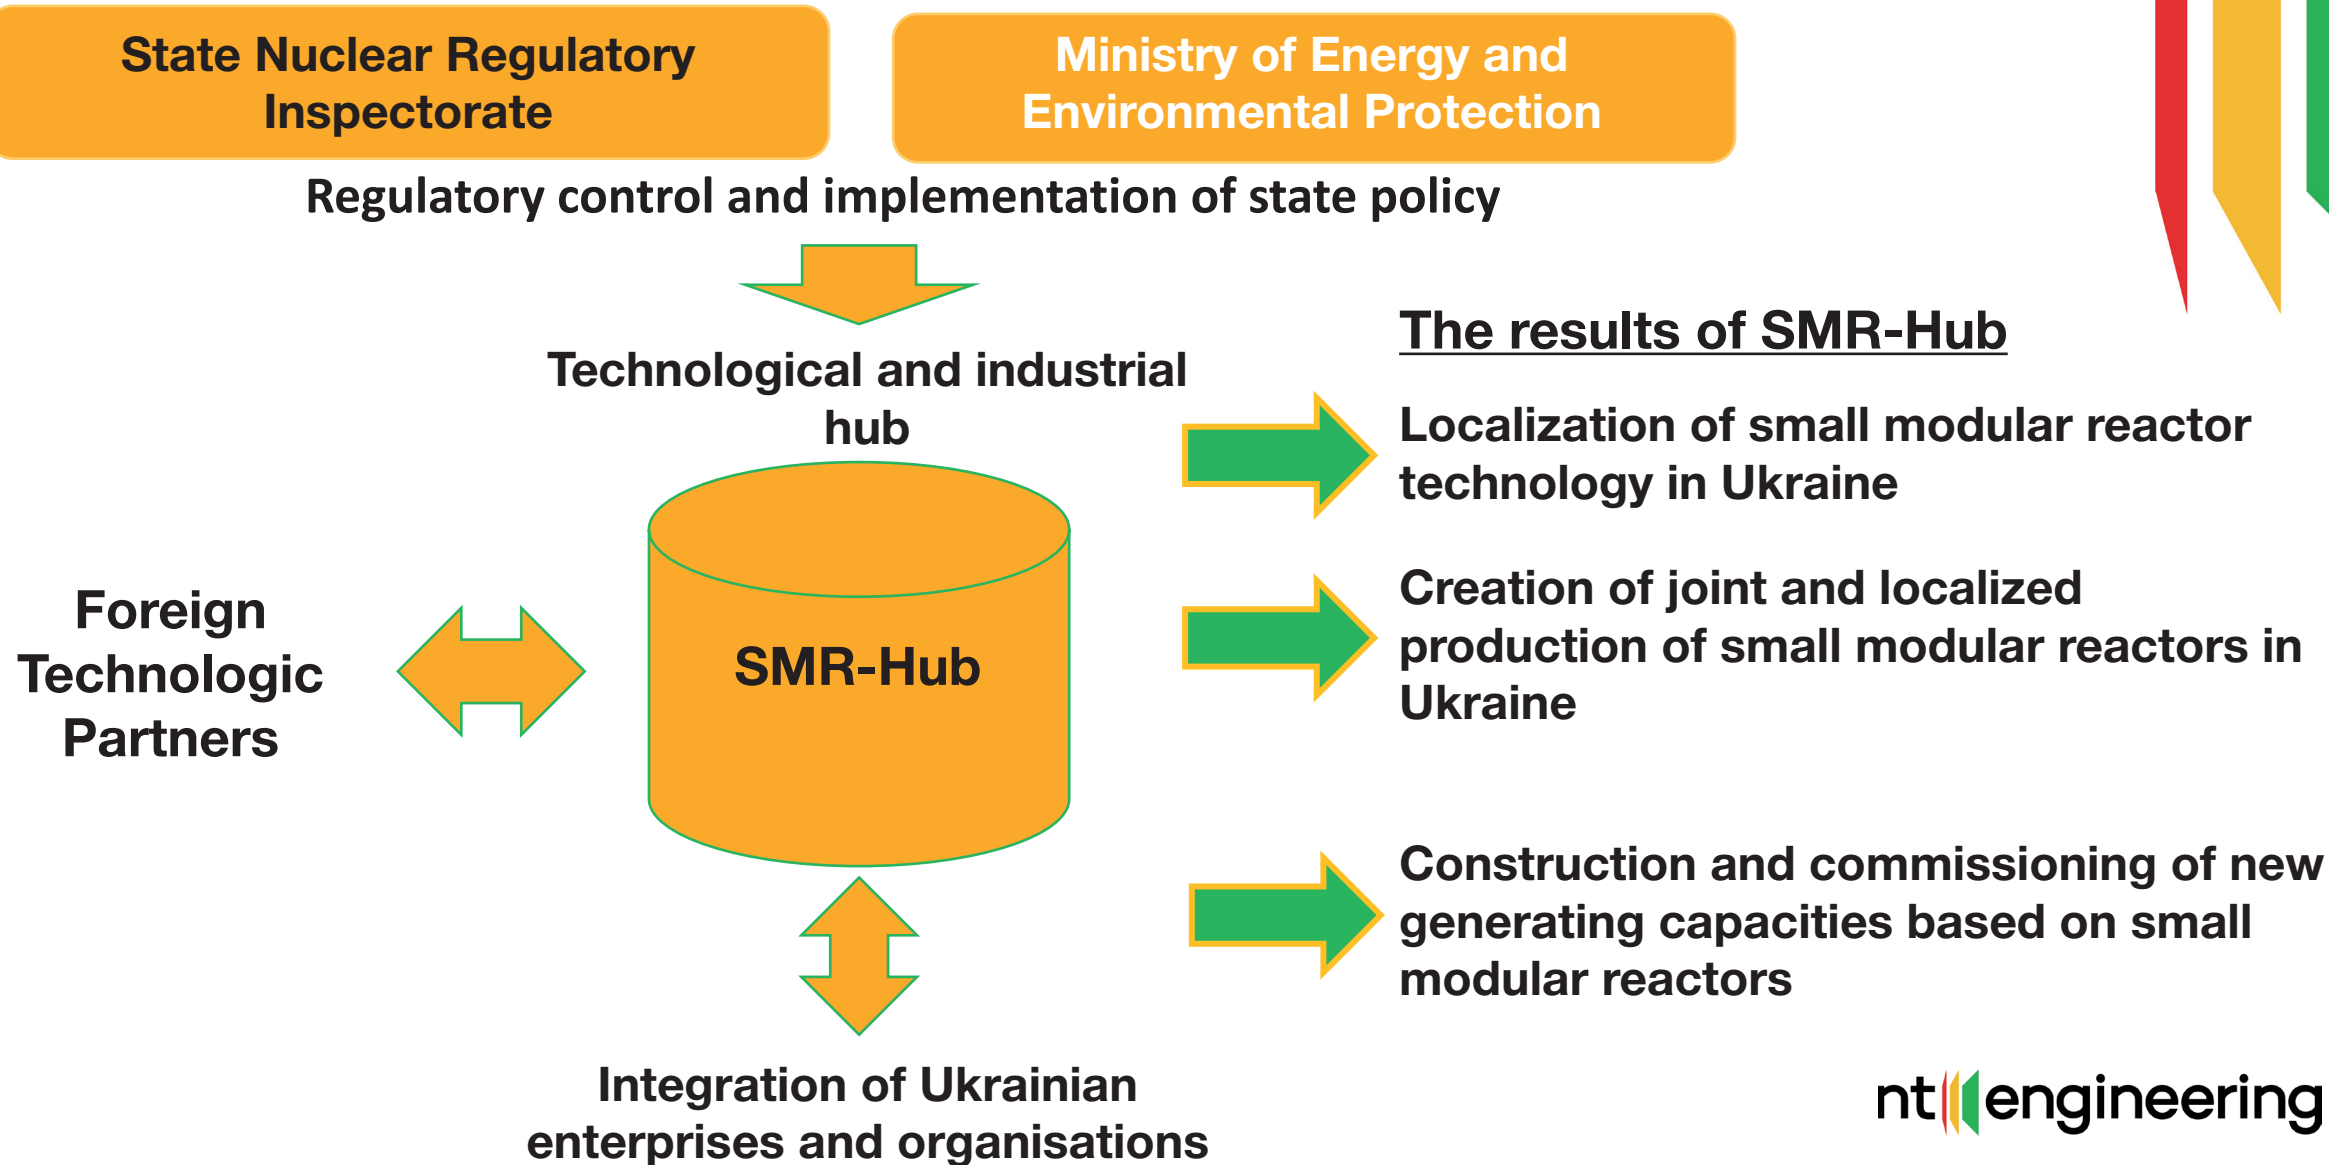 State Nuclear Regulatory
Inspectorate
Ministry of Energy and
Environmental Protection
Regulatory control and implementation of state policy
Technological and industrial
hub
SMR-Hub
Foreign
Technologic
Partners
Integration of Ukrainian
enterprises and organisations
The results of SMR-Hub
Localization of small modular reactor
technology in Ukraine
Creation of joint and localized
production of small modular reactors in
Ukraine
Construction and commissioning of new
generating capacities based on small
modular reactors
nt engineering